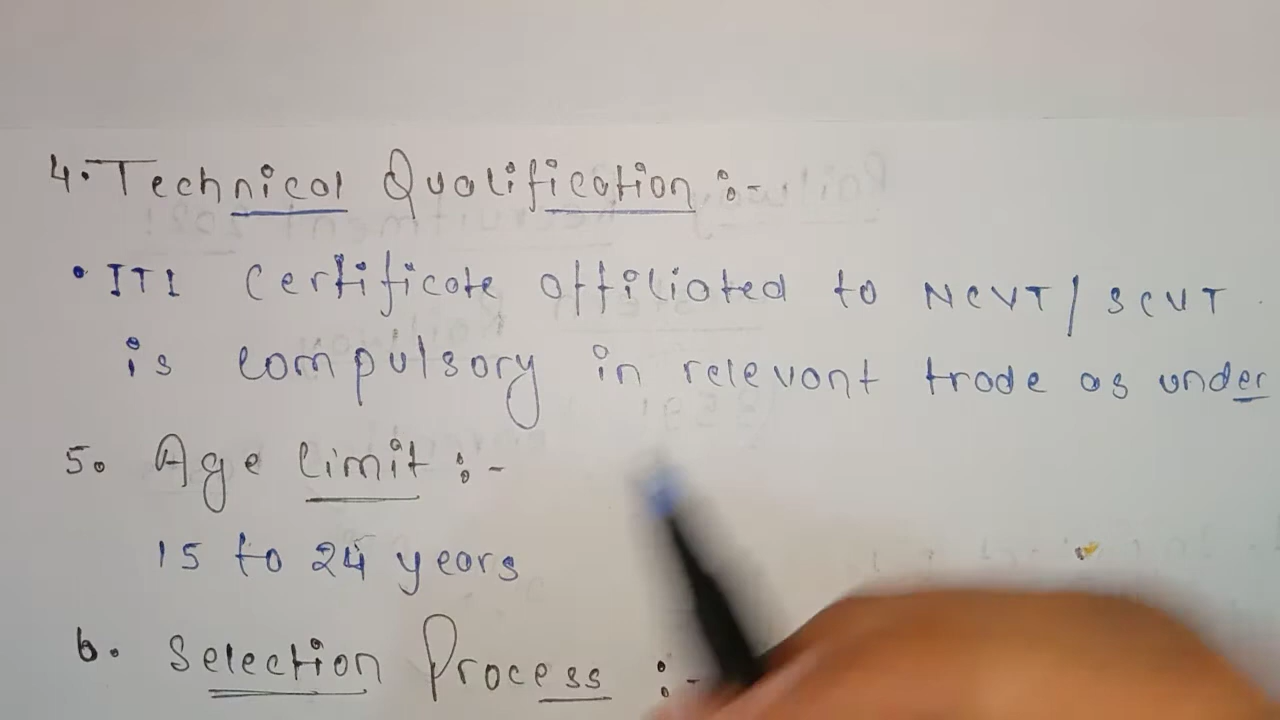 4. Technical Qualification :-
• ITI Certificate affiliated to NCVT/SCVT
is compulsory in relevant trade as under
5. Age limit :-
15 to 24 years
6. Selection Process :-